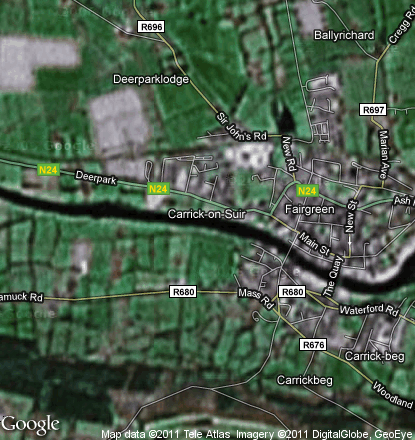 R696
Ballyrichard
Cregg Rd
Deerparklodge
R697
Sir John's Rd
New Rd
Marian Ave
N24
Deerpark
N24
N24
Ash
Carrick-on-Suir
Fairgreen
New St
Main St
The Quay
amuck Rd
R680
Mass Rd
R680
Waterford Rd
R676
Carrick-beg
Carrickbeg
Woodland
Google
Map data ©2011 Tele Atlas Imagery ©2011 DigitalGlobe, GeoEye